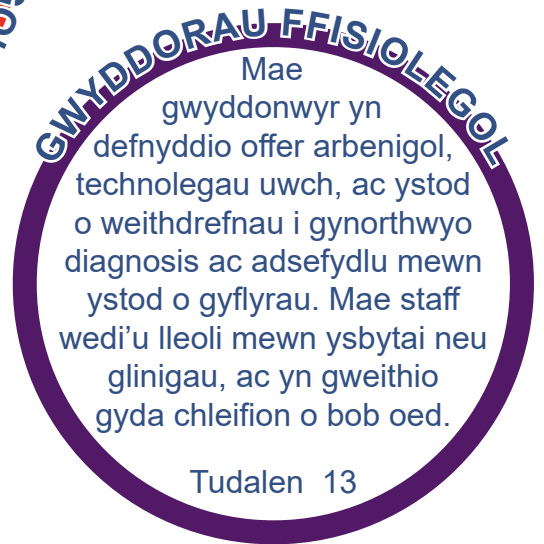 GWYDDORAU FFISIOLEGOL
Mae
gwyddonwyr yn
defnyddio offer arbenigol,
technolegau uwch, ac ystod
o weithdrefnau i gynorthwyo
diagnosis ac adsefydlu mewn
ystod o gyflyrau. Mae staff
wedi’u lleoli mewn ysbytai neu
glinigau, ac yn gweithio
gyda chleifion o bob oed.
Tudalen 13